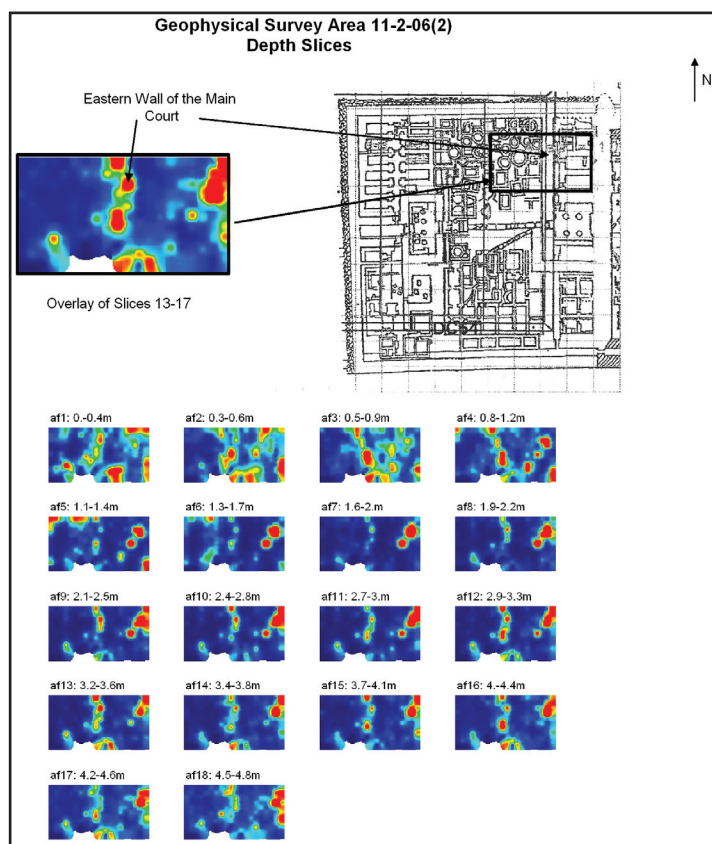 Geophysical Survey Area 11-2-06(2)
Depth Slices
N
Eastern Wall of the Main
Court
Overlay of Slices 13-17
DC54
af1: 0.-0.4m
af2: 0.3-0.6m
af3: 0.5-0.9m
af4: 0.8-1.2m
af5: 1.1-1.4m
af6: 1.3-1.7m
af7: 1.6-2.m
af8: 1.9-2.2m
af9: 2.1-2.5m
af10: 2.4-2.8m
af11: 2.7-3.m
af12: 2.9-3.3m
af13: 3.2-3.6m
af14: 3.4-3.8m
af15: 3.7-4.1m
af16: 4.-4.4m
af17: 4.2-4.6m
af18: 4.5-4.8m